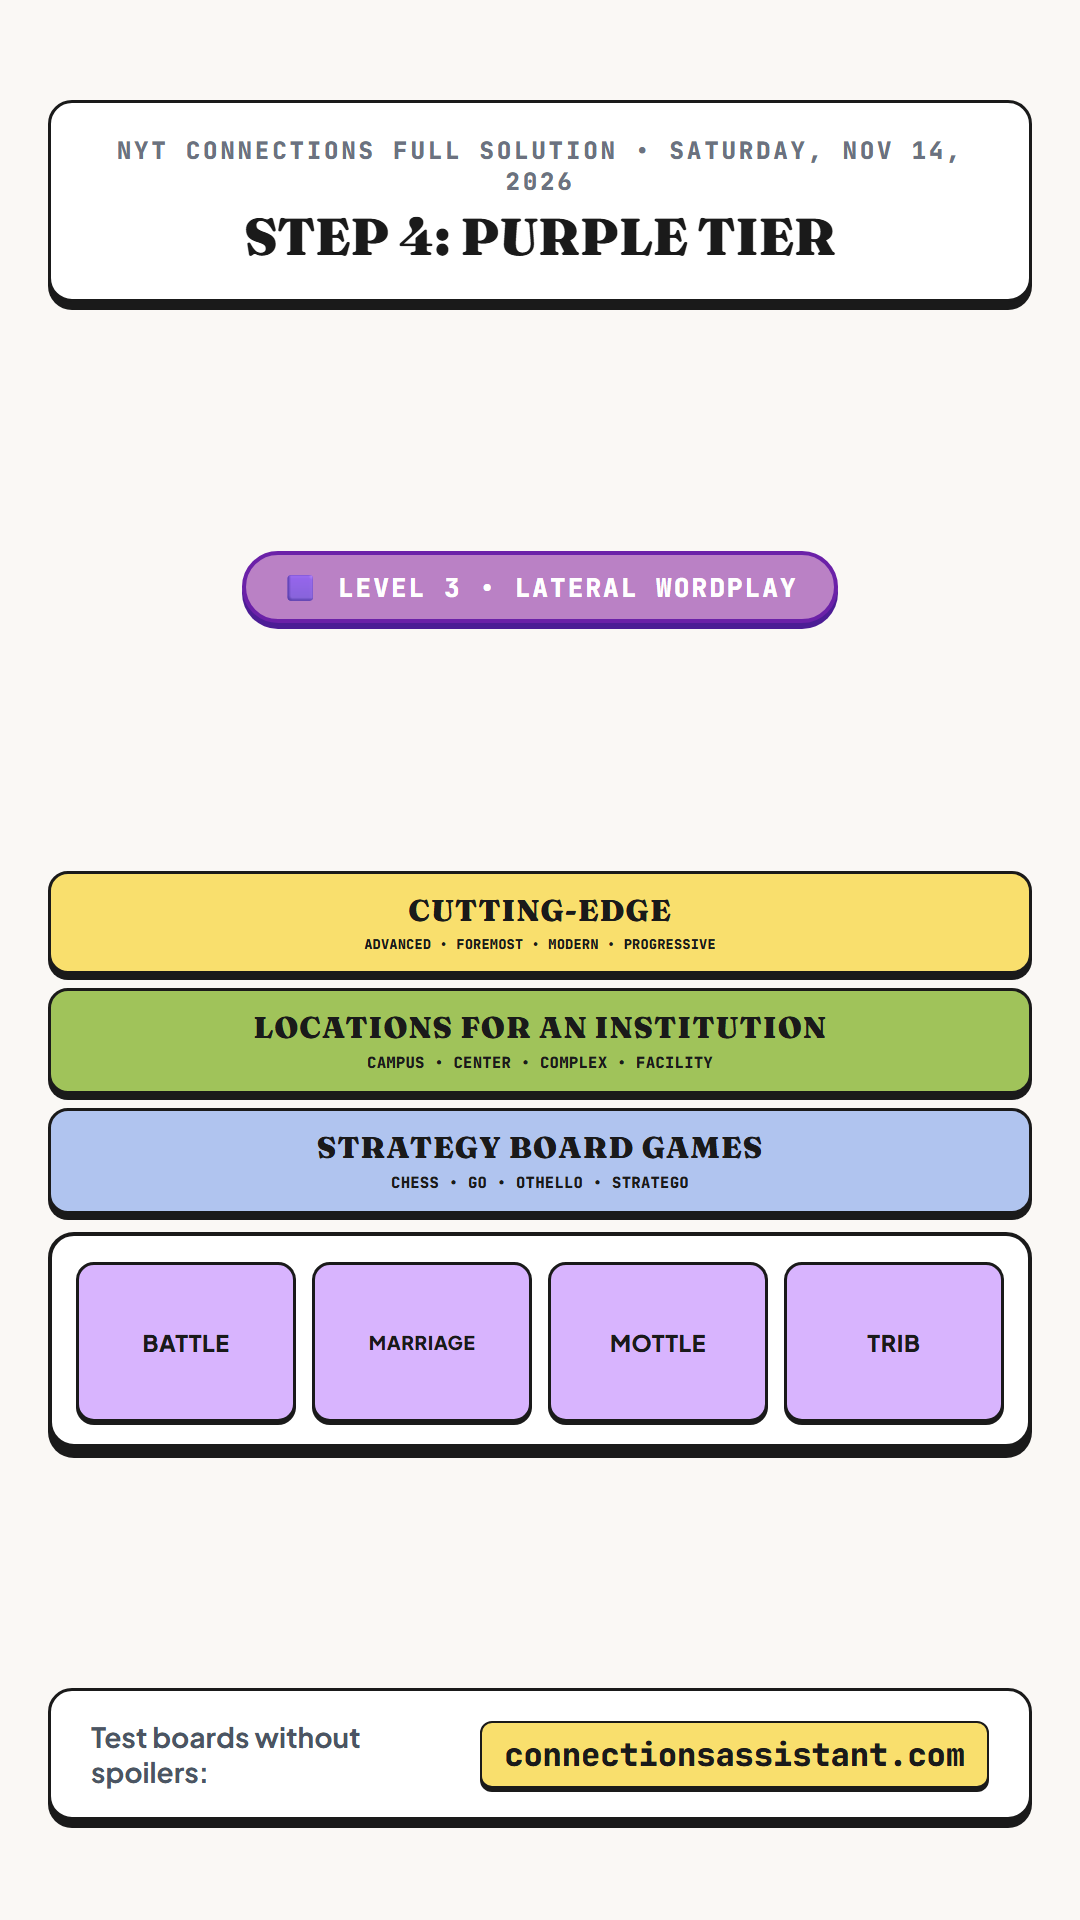 NYT CONNECTIONS FULL SOLUTION • SATURDAY, NOV 14,
2026
STEP 4: PURPLE TIER
LEVEL 3 • LATERAL WORDPLAY
CUTTING-EDGE
ADVANCED • FOREMOST • MODERN • PROGRESSIVE
LOCATIONS FOR AN INSTITUTION
CAMPUS • CENTER • COMPLEX • FACILITY
STRATEGY BOARD GAMES
CHESS • GO • OTHELLO • STRATEGO
BATTLE MARRIAGE MOTTLE TRIB
Test boards without
spoilers:
connectionsassistant.com